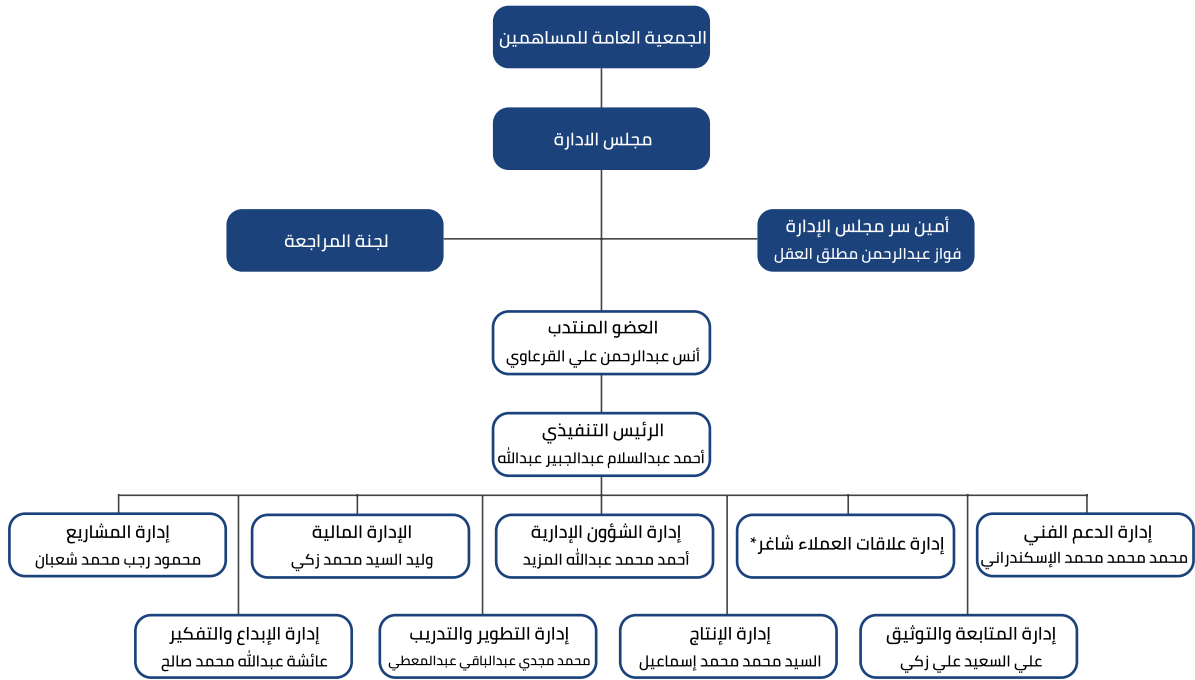 الجمعية العامة للمساهمين
مجلس الادارة
أمين سر مجلس الإدارة
فواز عبدالرحمن مطلق العقل
لجنة المراجعة
العضو المنتدب
أنس عبدالرحمن علي القرعاوي
الرئيس التنفيذي
أحمد عبدالسلام عبدالجبير عبدالله
إدارة الدعم الفني
محمد محمد محمد الإسكندراني
إدارة علاقات العملاء شاغر*
إدارة الشؤون الإدارية
أحمد محمد عبدالله المزيد
الإدارة المالية
وليد السيد محمد زكي
إدارة المشاريع
محمود رجب محمد شعبان
إدارة المتابعة والتوثيق
علي السعيد علي زكي
إدارة الإنتاج
السيد محمد محمد إسماعيل
إدارة التطوير والتدريب
محمد مجدي عبدالباقي عبدالمعطي
إدارة الإبداع والتفكير
عائشة عبدالله محمد صالح